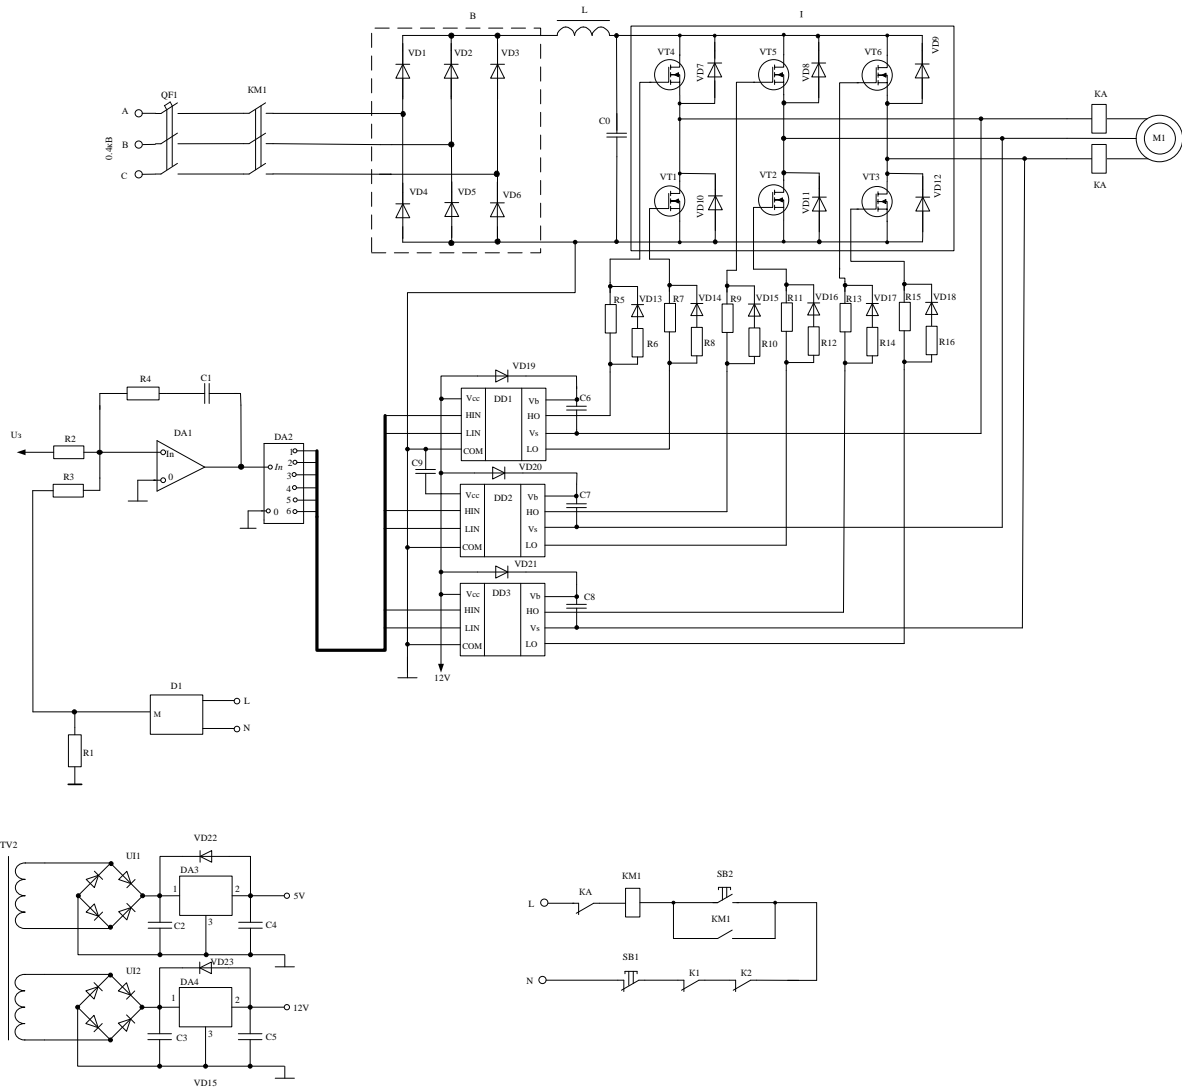 B
L
I
VD1
VD2
VD3
VT4
VD7
VT5
VD8
VT6
VD9
QF1
KM1
A
B
C
0.4кВ
C0
KA
M1
KA
VD4
VD5
VD6
VT1
VD10
VT2
VD11
VT3
VD12
R5
VD13
R7
VD14
R9
VD15
R11
VD16
R13
VD17
R15
VD18
R6
R8
R10
R12
R14
R16
VD19
R4
C1
Vcc
DD1
Vb
C6
HIN
HO
LIN
Vs
COM
LO
Uз
R2
DA1
In
0
R3
DA2
In
0
1
2
3
4
5
6
C9
VD20
Vcc
DD2
Vb
C7
HIN
HO
LIN
Vs
COM
LO
VD21
Vcc
DD3
Vb
C8
HIN
HO
LIN
Vs
COM
LO
12V
D1
M
L
N
R1
TV2
VD22
UI1
DA3
1
2
3
5V
C2
C4
VD23
UI2
DA4
1
2
3
12V
C3
C5
VD15
L
KA
KM1
SB2
KM1
N
SB1
K1
K2